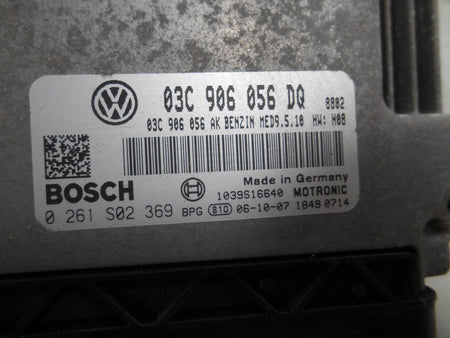 03C 906 056 DQ 8802
03C 906 056 AK BENZIN MED9.5.10 HW: H08
Made in Germany
BOSCH 1039S16640 MOTRONIC
0 261 S02 369 BPG 810 06-10-07 1849 0714